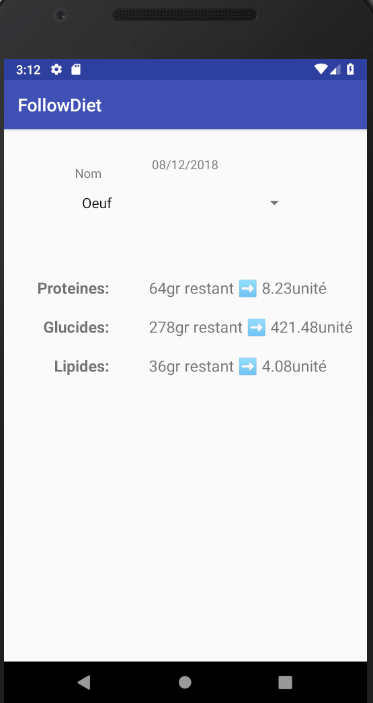 3:12
FollowDiet
08/12/2018
Nom
Oeuf
Proteines: 64gr restant ➡️ 8.23unité
Glucides: 278gr restant ➡️ 421.48unité
Lipides: 36gr restant ➡️ 4.08unité